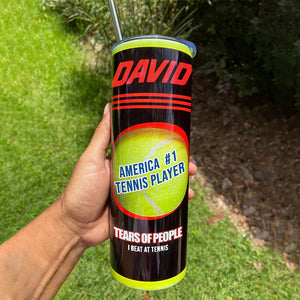 DAVID
AMERICA #1
TENNIS PLAYER
TEARS OF PEOPLE
I BEAT AT TENNIS